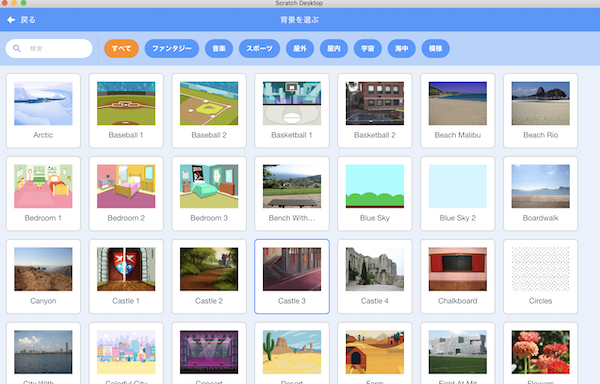 Scratch Desktop
戻る
背景を選ぶ
検索
すべて
ファンタジー
音楽
スポーツ
屋外
屋内
宇宙
海中
模様
Arctic
Baseball 1
Baseball 2
Basketball 1
Basketball 2
Beach Malibu
Beach Rio
Bedroom 1
Bedroom 2
Bedroom 3
Bench With...
Blue Sky
Blue Sky 2
Boardwalk
Canyon
Castle 1
Castle 2
Castle 3
Castle 4
Chalkboard
Circles
City With...
Colorful City
Concert
Desert
Farm
Field At Mit
Flowers